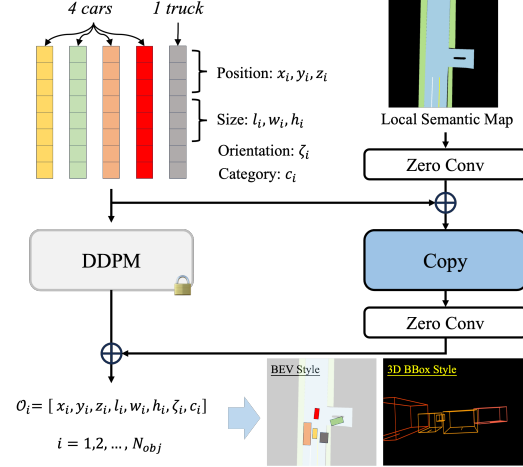 4 cars
1 truck
Position: xᵢ, yᵢ, zᵢ
Size: lᵢ, wᵢ, hᵢ
Orientation: ζᵢ
Category: cᵢ
Local Semantic Map
Zero Conv
DDPM
Copy
Zero Conv
BEV Style
3D BBox Style
𝒪ᵢ= [ xᵢ, yᵢ, zᵢ, lᵢ, wᵢ, hᵢ, ζᵢ, cᵢ]
i = 1,2, … , N_obj